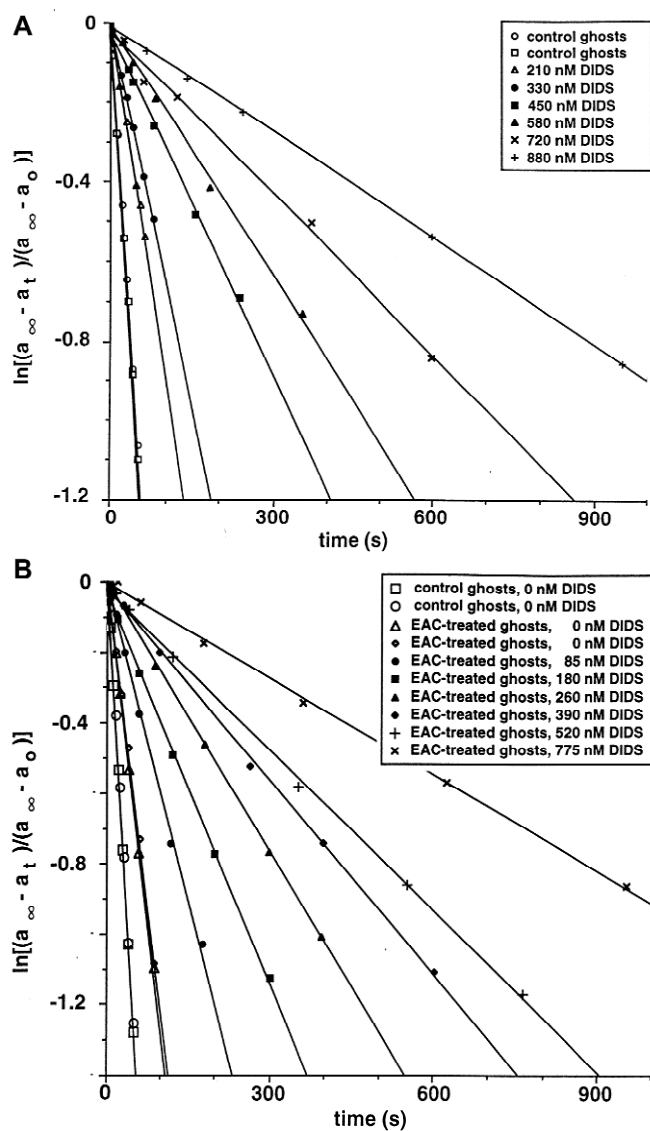 A
ln[(a∞ - at)/(a∞ - ao)]
0
-0.4
-0.8
-1.2
0
300
600
900
time (s)
control ghosts
control ghosts
210 nM DIDS
330 nM DIDS
450 nM DIDS
580 nM DIDS
720 nM DIDS
880 nM DIDS
B
ln[(a∞ - at)/(a∞ - ao)]
0
-0.4
-0.8
-1.2
0
300
600
900
time (s)
control ghosts, 0 nM DIDS
control ghosts, 0 nM DIDS
EAC-treated ghosts, 0 nM DIDS
EAC-treated ghosts, 0 nM DIDS
EAC-treated ghosts, 85 nM DIDS
EAC-treated ghosts, 180 nM DIDS
EAC-treated ghosts, 260 nM DIDS
EAC-treated ghosts, 390 nM DIDS
EAC-treated ghosts, 520 nM DIDS
EAC-treated ghosts, 775 nM DIDS